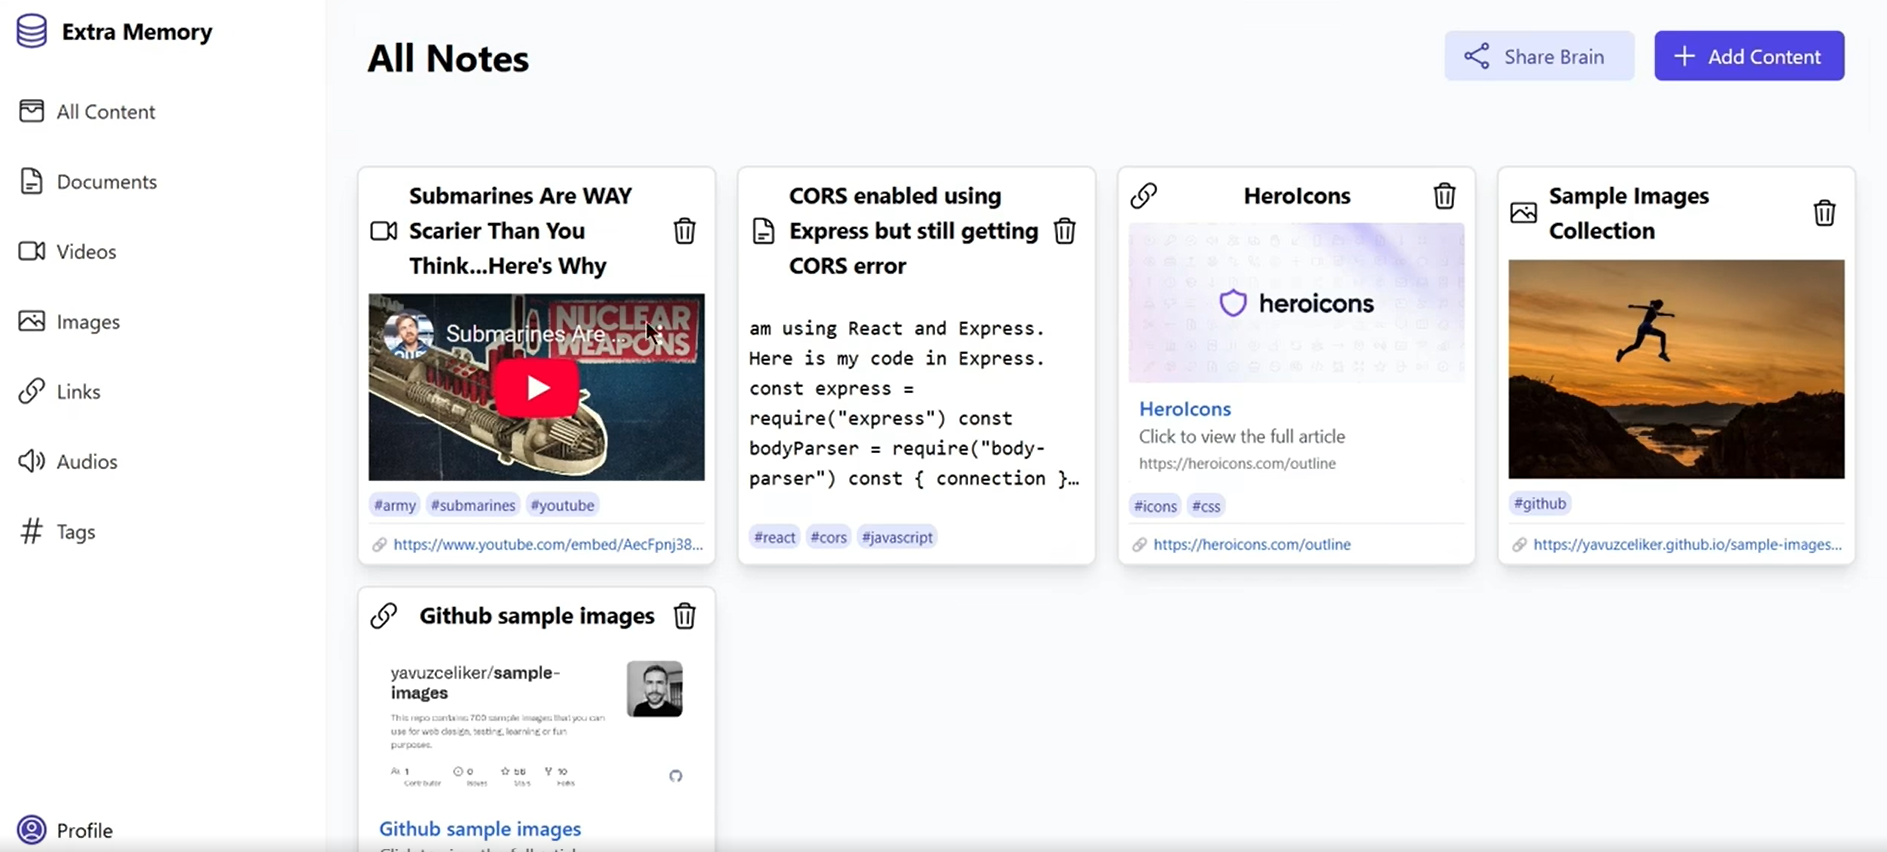 Extra Memory
All Content
Documents
Videos
Images
Links
Audios
Tags
Profile
All Notes
Share Brain
Add Content
Submarines Are WAY
Scarier Than You
Think...Here's Why
Submarines Are ...
NUCLEAR
WEAPONS
#army #submarines #youtube
https://www.youtube.com/embed/AecFpnj38...
CORS enabled using
Express but still getting
CORS error
am using React and Express.
Here is my code in Express.
const express =
require("express") const
bodyParser = require("body-
parser") const { connection }…
#react #cors #javascript
HeroIcons
heroicons
HeroIcons
Click to view the full article
https://heroicons.com/outline
#icons #css
https://heroicons.com/outline
Sample Images
Collection
#github
https://yavuzceliker.github.io/sample-images...
Github sample images
yavuzceliker/sample-
images
This repo contains 700 sample images that you can
use for web design, testing, learning or fun
purposes.
1 0 10
Contributor Issues Stars Forks
Github sample images